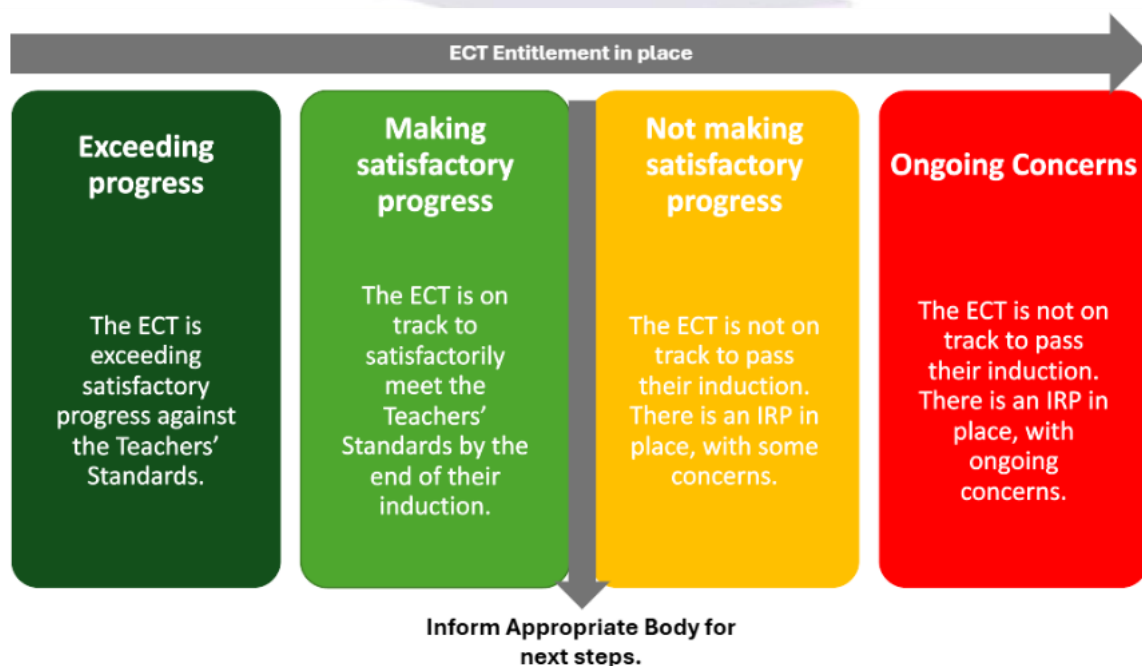 ECT Entitlement in place
Exceeding
progress
The ECT is
exceeding
satisfactory
progress against
the Teachers’
Standards.
Making
satisfactory
progress
The ECT is on
track to
satisfactorily
meet the
Teachers’
Standards by the
end of their
induction.
Not making
satisfactory
progress
The ECT is not on
track to pass
their induction.
There is an IRP in
place, with some
concerns.
Ongoing Concerns
The ECT is not on
track to pass
their induction.
There is an IRP in
place, with
ongoing
concerns.
Inform Appropriate Body for
next steps.